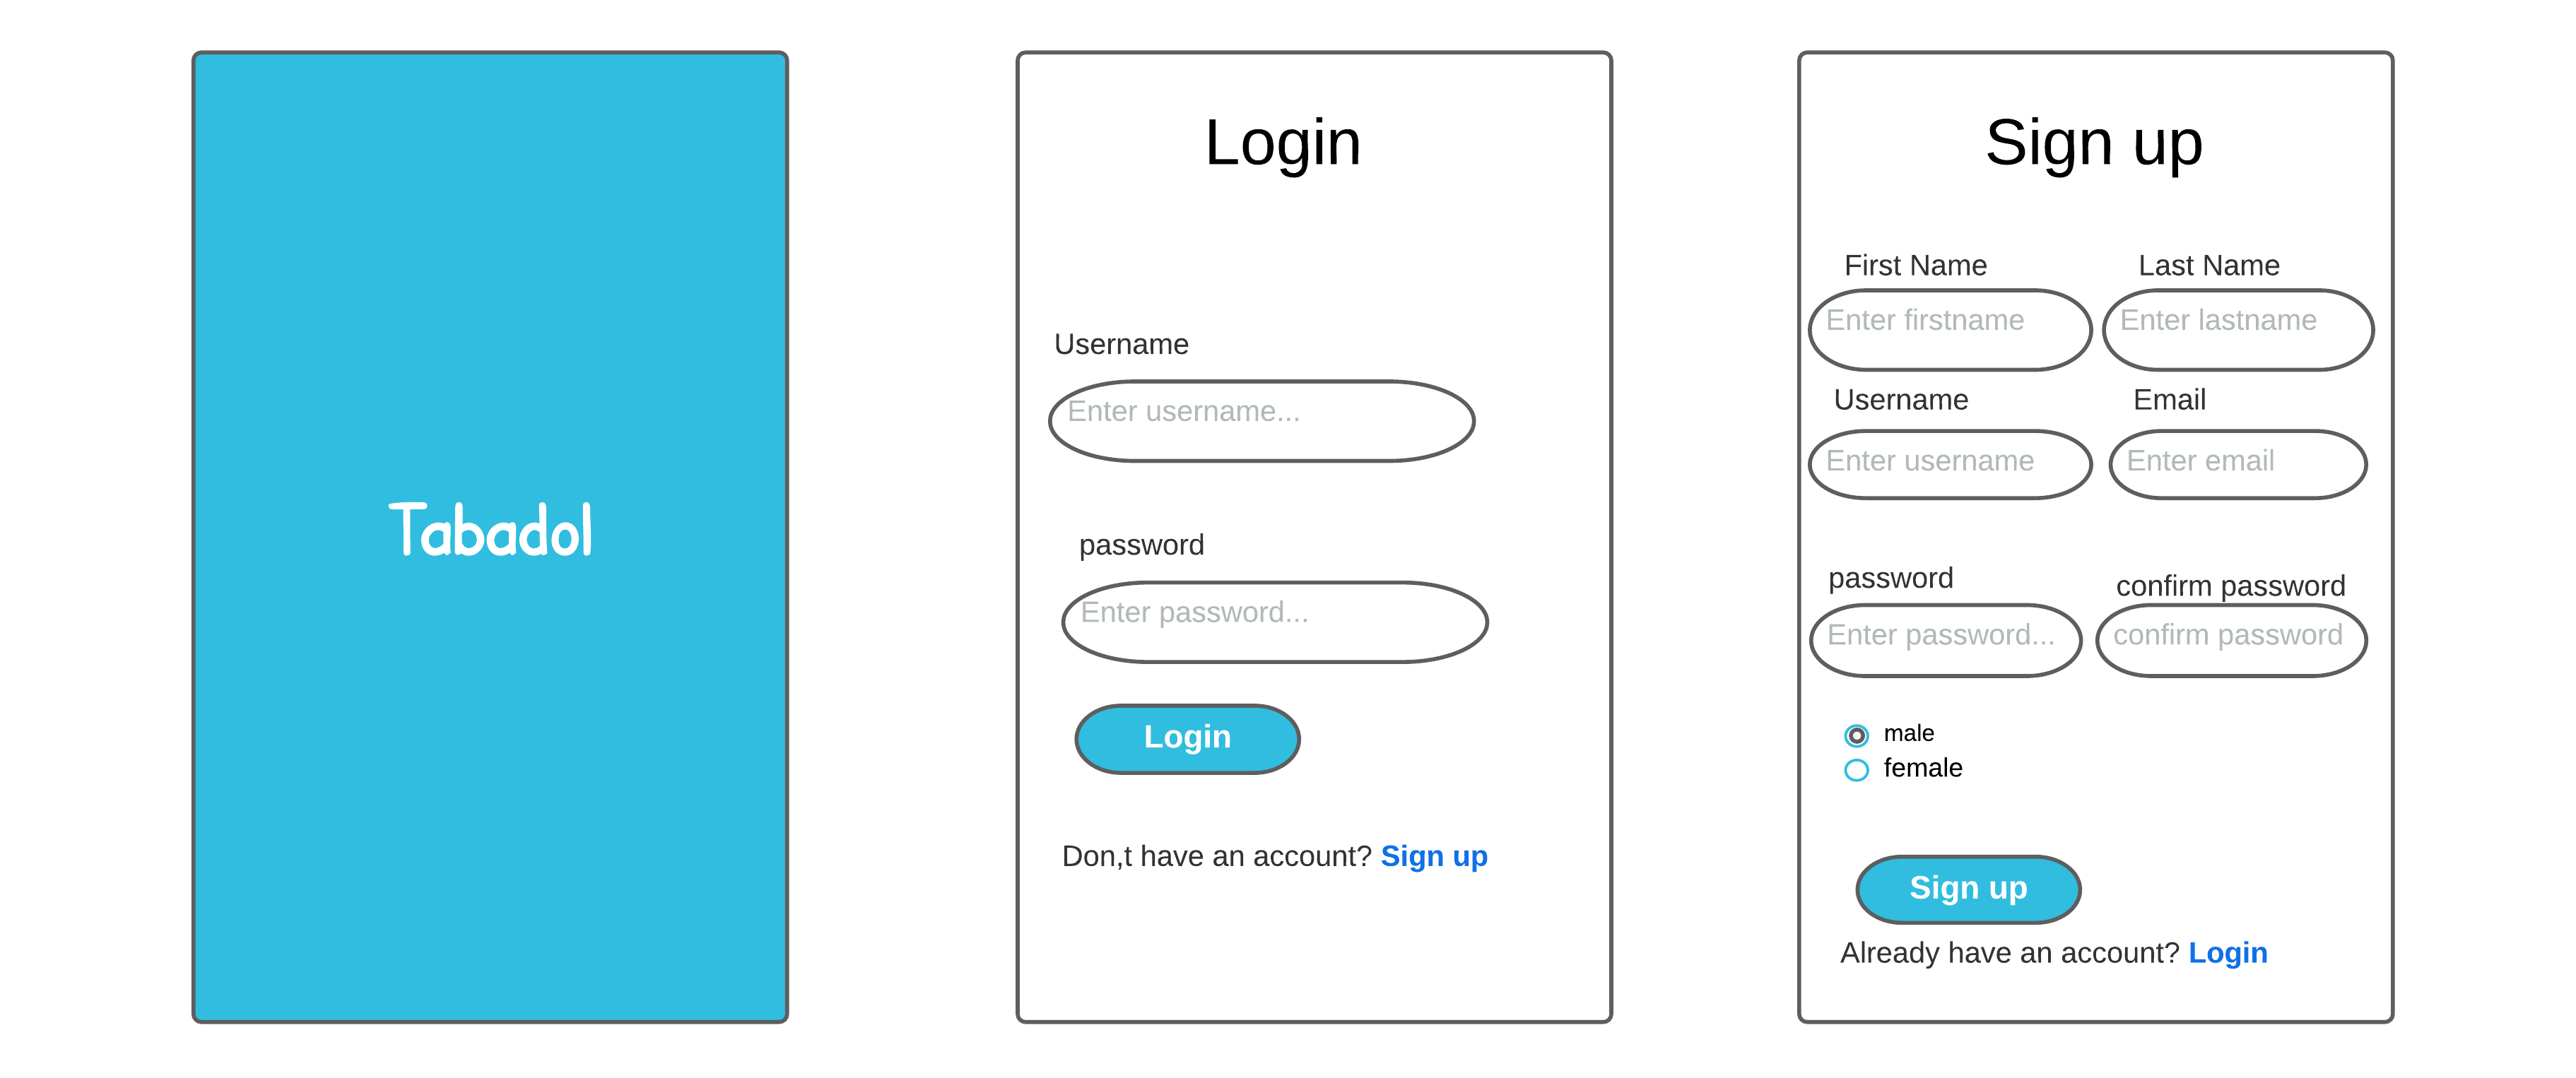 Tabadol
Login
Username
Enter username...
password
Enter password...
Login
Don,t have an account? Sign up
Sign up
First Name
Last Name
Enter firstname
Enter lastname
Username
Email
Enter username
Enter email
password
confirm password
Enter password...
confirm password
male
female
Sign up
Already have an account? Login